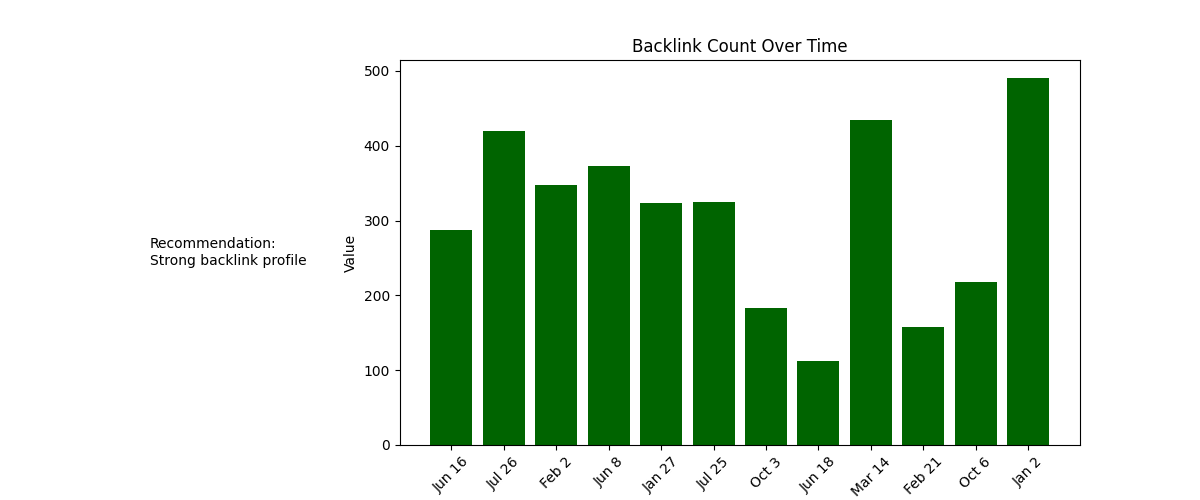 Backlink Count Over Time
Recommendation:
Strong backlink profile
Value
500
400
300
200
100
0
Jun 16
Jul 26
Feb 2
Jun 8
Jan 27
Jul 25
Oct 3
Jun 18
Mar 14
Feb 21
Oct 6
Jan 2